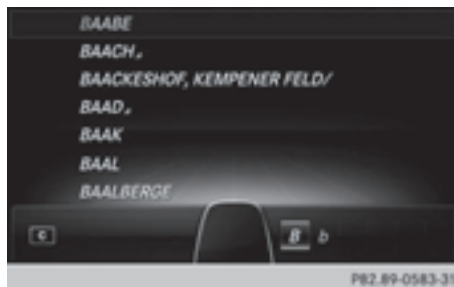 BAABE
BAACH
BAACKESHOF, KEMPENER FELD/
BAAD
BAAK
BAAL
BAALBERGE
C
B b
P82.89-0583-31